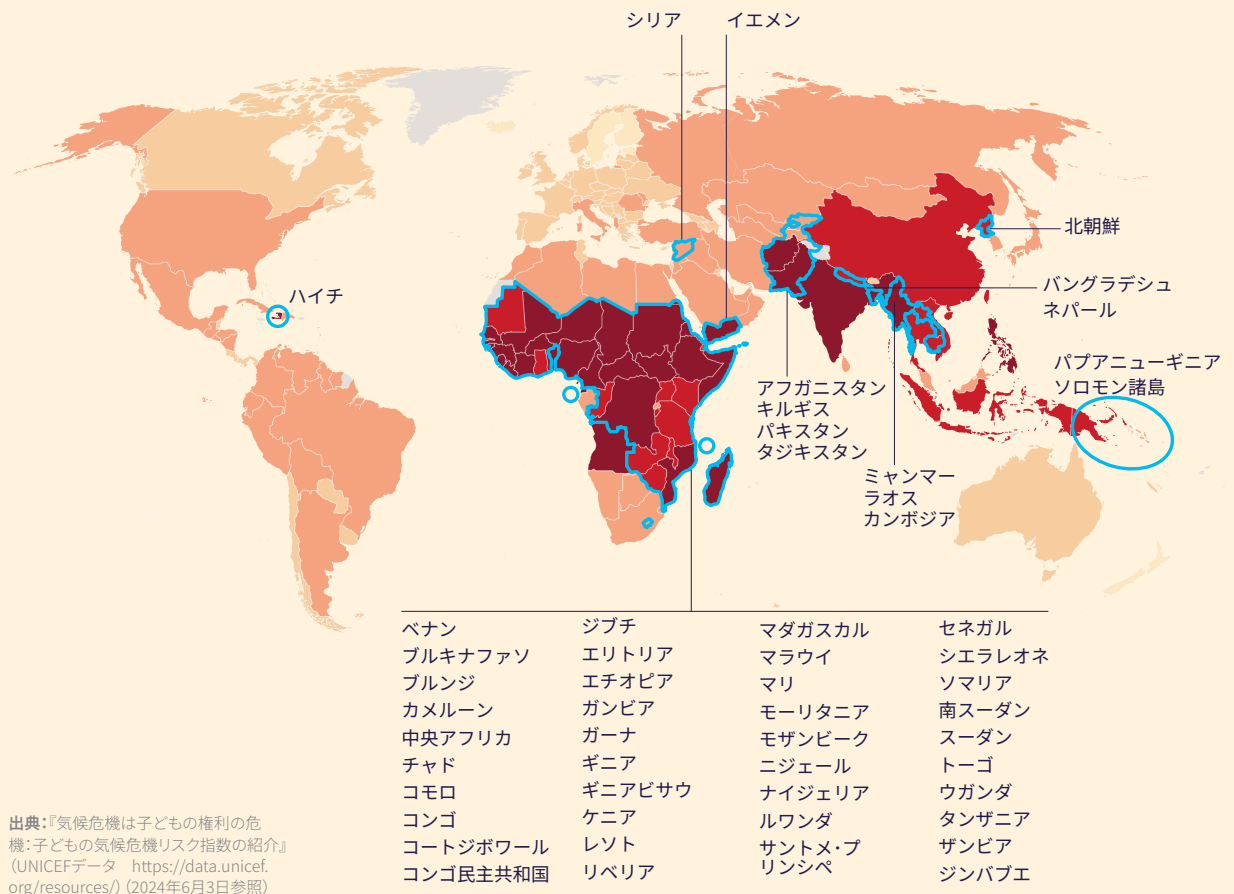 シリア
イエメン
北朝鮮
ハイチ
バングラデシュ
ネパール
パプアニューギニア
ソロモン諸島
アフガニスタン
キルギス
パキスタン
タジキスタン
ミャンマー
ラオス
カンボジア
ベナン
ブルキナファソ
ブルンジ
カメルーン
中央アフリカ
チャド
コモロ
コンゴ
コートジボワール
コンゴ民主共和国
ジブチ
エリトリア
エチオピア
ガンビア
ガーナ
ギニア
ギニアビサウ
ケニア
レソト
リベリア
マダガスカル
マラウイ
マリ
モーリタニア
モザンビーク
ニジェール
ナイジェリア
ルワンダ
サントメ・プ
リンシペ
セネガル
シエラレオネ
ソマリア
南スーダン
スーダン
トーゴ
ウガンダ
タンザニア
ザンビア
ジンバブエ
出典：『気候危機は子どもの権利の危
機：子どもの気候危機リスク指数の紹介』
（UNICEFデータ　https://data.unicef.
org/resources/）（2024年6月3日参照）